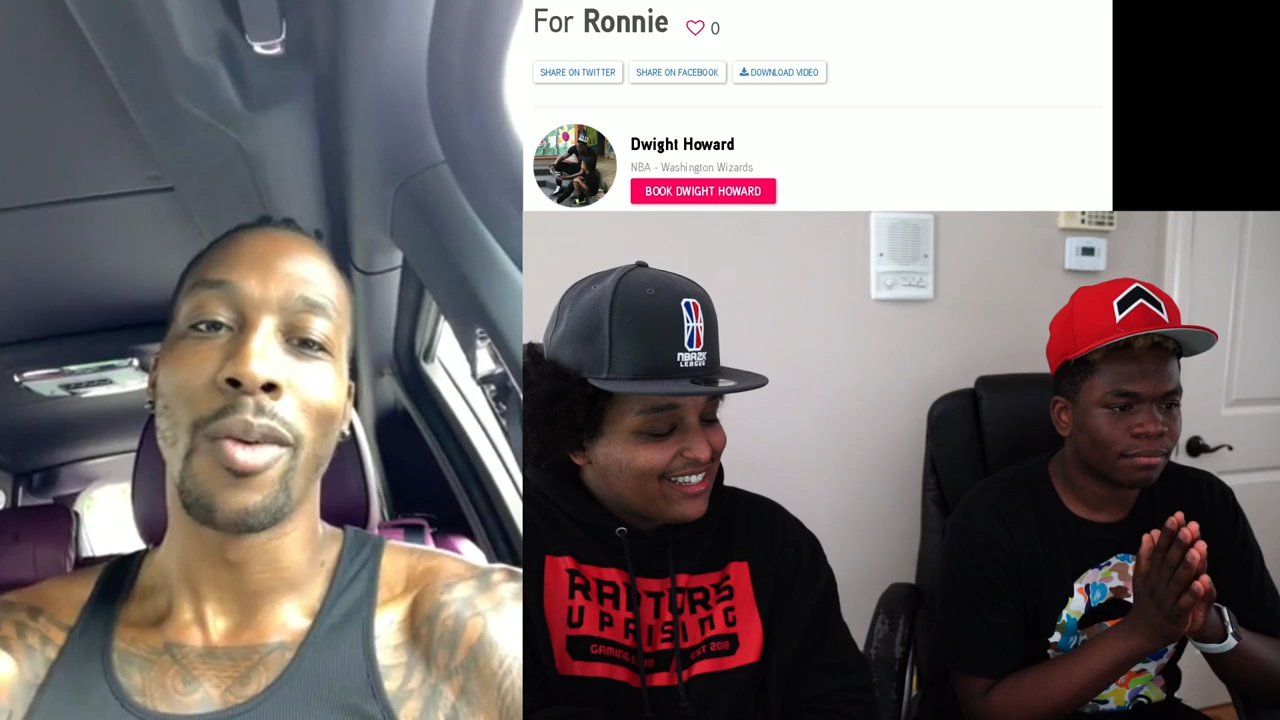 For Ronnie
0
SHARE ON TWITTER
SHARE ON FACEBOOK
DOWNLOAD VIDEO
Dwight Howard
NBA - Washington Wizards
BOOK DWIGHT HOWARD
NBA2K
LEAGUE
RAPTORS
UPRISING
GAMING
EST 2018